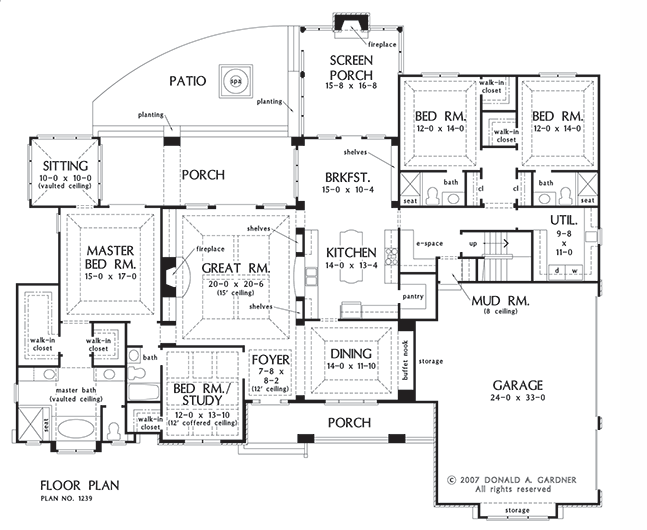 fireplace
SCREEN
PORCH
15-8 x 16-8
PATIO
spa
planting
planting
walk-in
closet
BED RM.
12-0 x 14-0
BED RM.
12-0 x 14-0
walk-in
closet
shelves
SITTING
10-0 x 10-0
(vaulted ceiling)
PORCH
BRKFST.
15-0 x 10-4
bath
bath
seat
cl
cl
seat
UTIL.
9-8
x
11-0
d w
MASTER
BED RM.
15-0 x 17-0
fireplace
shelves
GREAT RM.
20-0 x 20-6
(15' ceiling)
shelves
KITCHEN
14-0 x 13-4
e-space
up
pantry
MUD RM.
(8 ceiling)
walk-in
closet
walk-in
closet
bath
FOYER
7-8 x
8-2
(12' ceiling)
DINING
14-0 x 11-10
buffet nook
storage
GARAGE
24-0 x 33-0
master bath
(vaulted ceiling)
seat
BED RM./
STUDY
12-0 x 13-10
(12' coffered ceiling)
walk-in
closet
PORCH
storage
FLOOR PLAN
PLAN NO. 1239
© 2007 DONALD A. GARDNER
All rights reserved.
storage